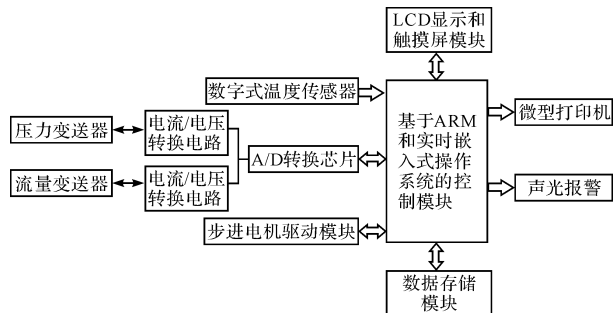 LCD显示和
触摸屏模块
数字式温度传感器
压力变送器
电流/电压
转换电路
流量变送器
电流/电压
转换电路
A/D转换芯片
步进电机驱动模块
基于ARM
和实时嵌
入式操作
系统的控
制模块
微型打印机
声光报警
数据存储
模块